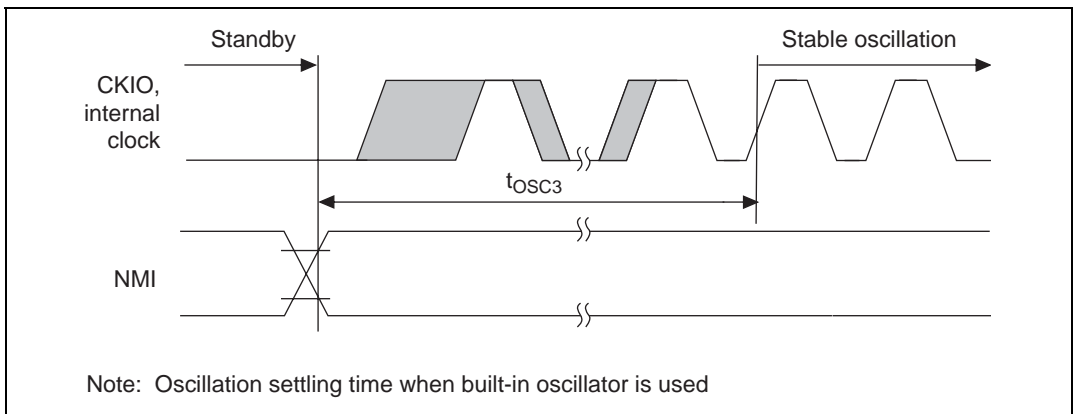 Standby
Stable oscillation
CKIO,
internal
clock
tOSC3
NMI
Note: Oscillation settling time when built-in oscillator is used